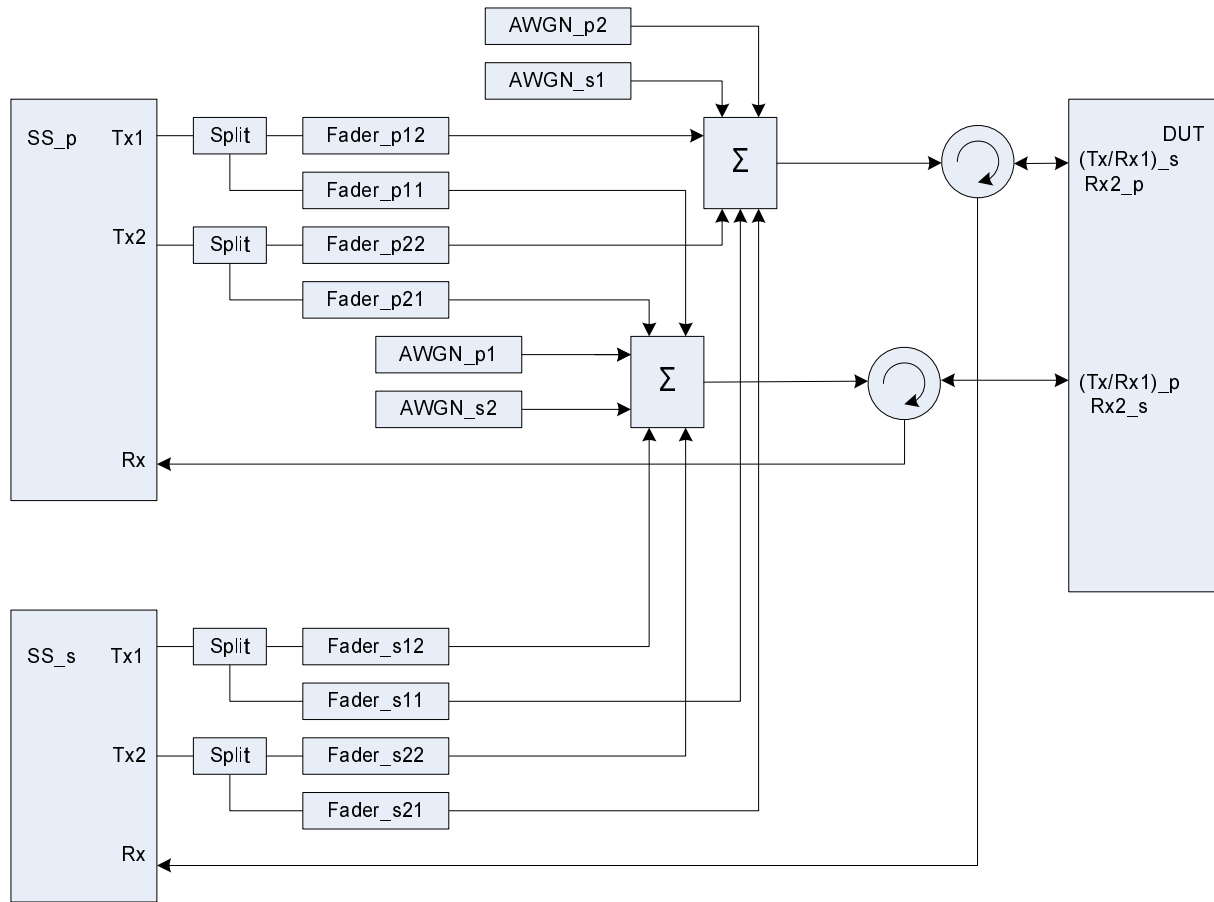 AWGN_p2
AWGN_s1
SS_p
Tx1
Split
Fader_p12
Σ
DUT
(Tx/Rx1)_s
Rx2_p
Fader_p11
Tx2
Split
Fader_p22
Fader_p21
AWGN_p1
Σ
AWGN_s2
(Tx/Rx1)_p
Rx2_s
Rx
SS_s
Tx1
Split
Fader_s12
Fader_s11
Tx2
Split
Fader_s22
Fader_s21
Rx